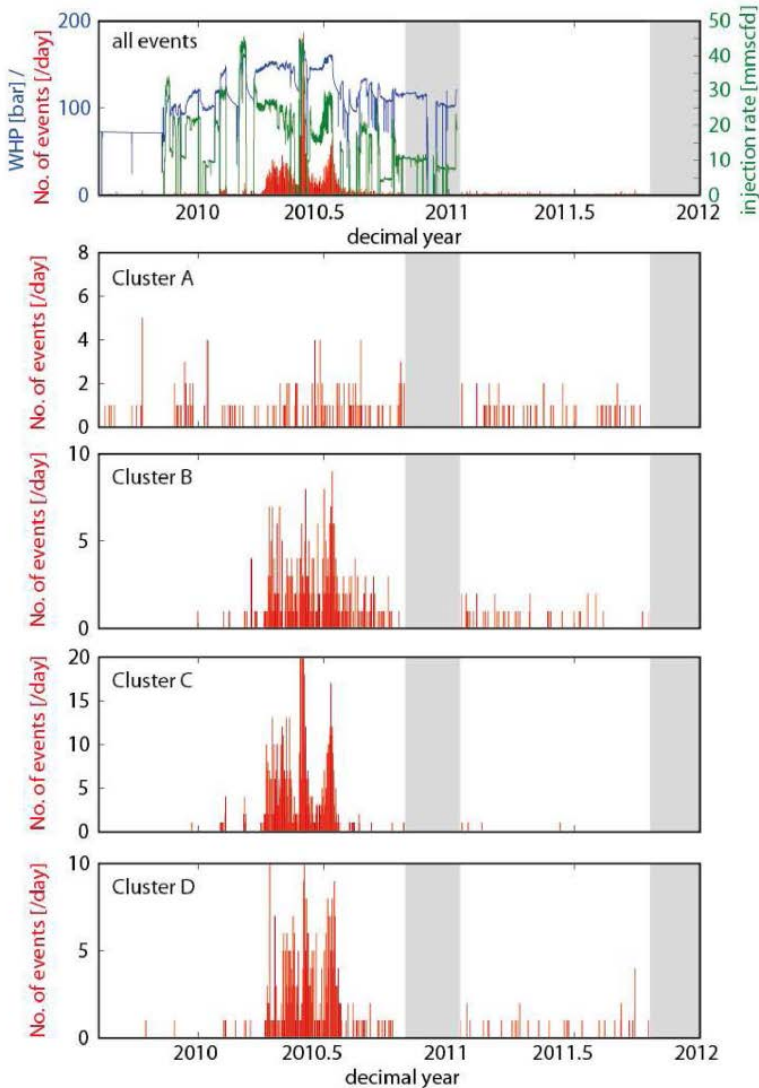 all events
WHP [bar] /
No. of events [/day]
injection rate [mmscfd]
200
100
0
50
40
30
20
10
0
2010 2010.5 2011 2011.5 2012
decimal year
Cluster A
No. of events [/day]
8
6
4
2
0
Cluster B
No. of events [/day]
10
5
0
Cluster C
No. of events [/day]
20
15
10
5
0
Cluster D
No. of events [/day]
10
5
0
2010 2010.5 2011 2011.5 2012
decimal year